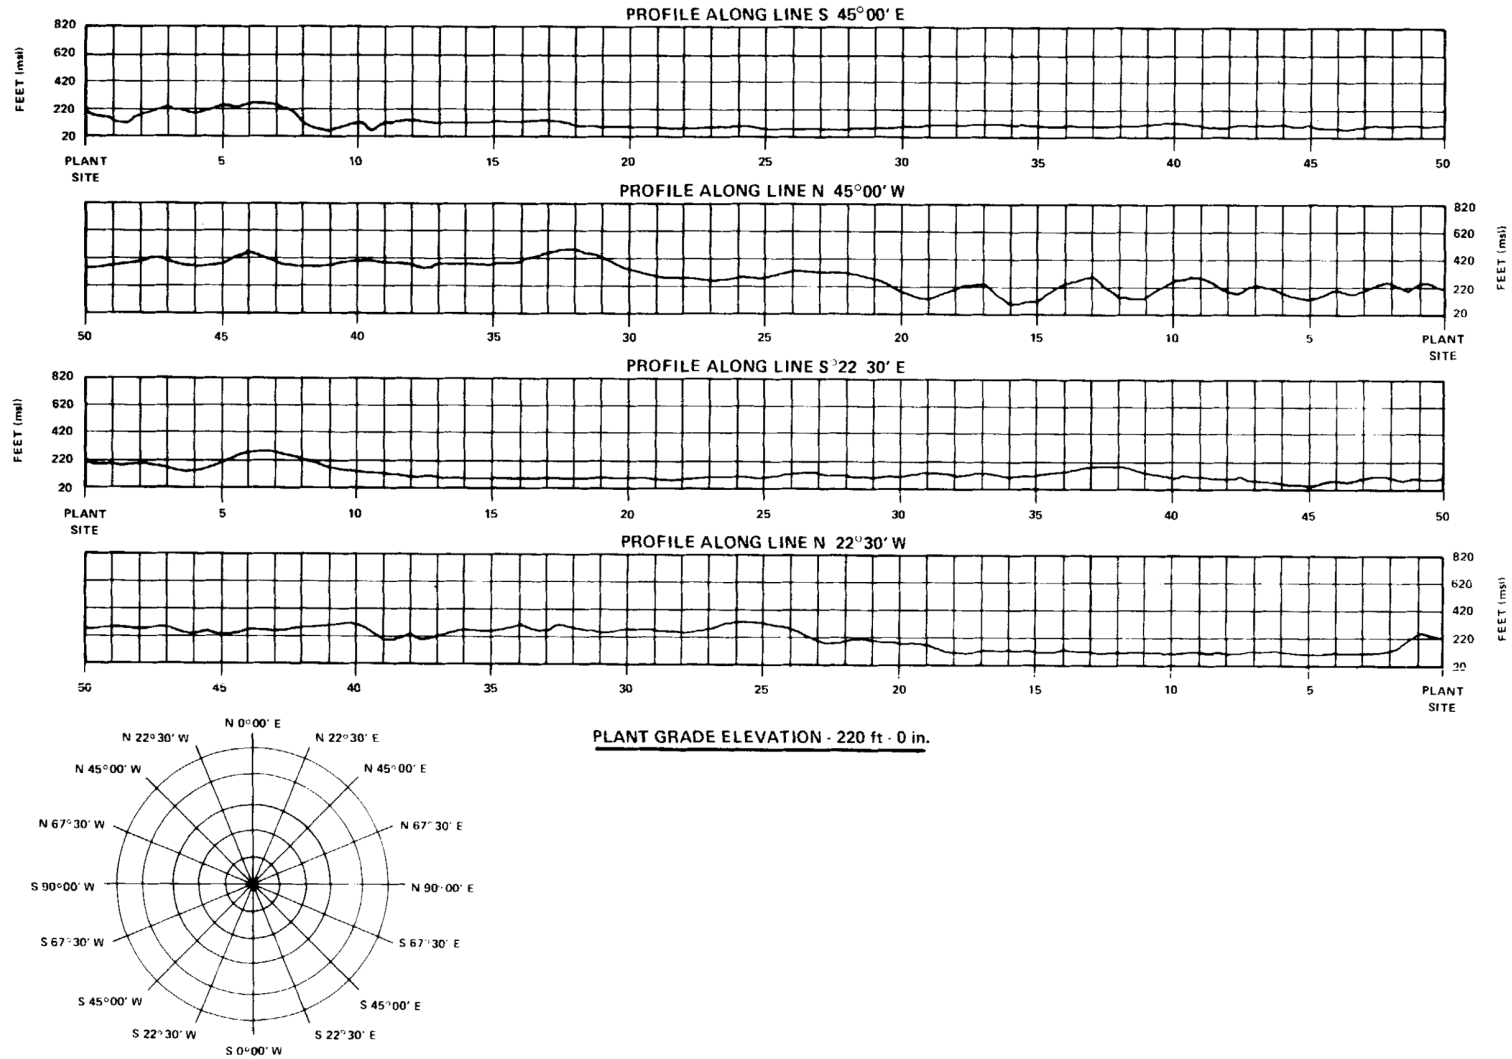 PROFILE ALONG LINE S 45°00' E
820
620
420
220
20
FEET (msl)
PLANT SITE 5 10 15 20 25 30 35 40 45 50
PROFILE ALONG LINE N 45°00' W
820
620
420
220
20
FEET (msl)
50 45 40 35 30 25 20 15 10 5 PLANT SITE
PROFILE ALONG LINE S°22 30' E
820
620
420
220
20
FEET (msl)
PLANT SITE 5 10 15 20 25 30 35 40 45 50
PROFILE ALONG LINE N 22°30' W
820
620
420
220
20
FEET (msl)
50 45 40 35 30 25 20 15 10 5 PLANT SITE
PLANT GRADE ELEVATION - 220 ft - 0 in.
N 0°00' E
N 22°30' W
N 22°30' E
N 45°00' W
N 45°00' E
N 67°30' W
N 67°30' E
S 90°00' W
N 90°00' E
S 67°30' W
S 67°30' E
S 45°00' W
S 45°00' E
S 22°30' W
S 22°30' E
S 0°00' W